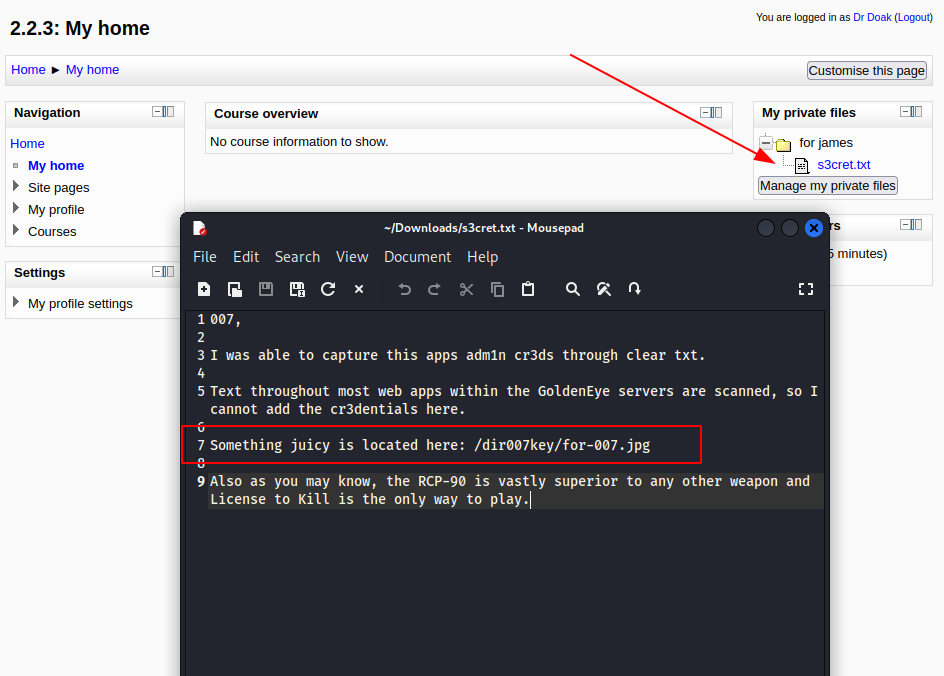 2.2.3: My home
You are logged in as Dr Doak (Logout)
Home ► My home
Customise this page
Navigation
Home
My home
Site pages
My profile
Courses
Settings
My profile settings
Course overview
No course information to show.
My private files
for james
s3cret.txt
Manage my private files
rs
5 minutes)
~/Downloads/s3cret.txt - Mousepad
File Edit Search View Document Help
1 007,
2
3 I was able to capture this apps adm1n cr3ds through clear txt.
4
5 Text throughout most web apps within the GoldenEye servers are scanned, so I
cannot add the cr3dentials here.
6
7 Something juicy is located here: /dir007key/for-007.jpg
8
9 Also as you may know, the RCP-90 is vastly superior to any other weapon and
License to Kill is the only way to play.